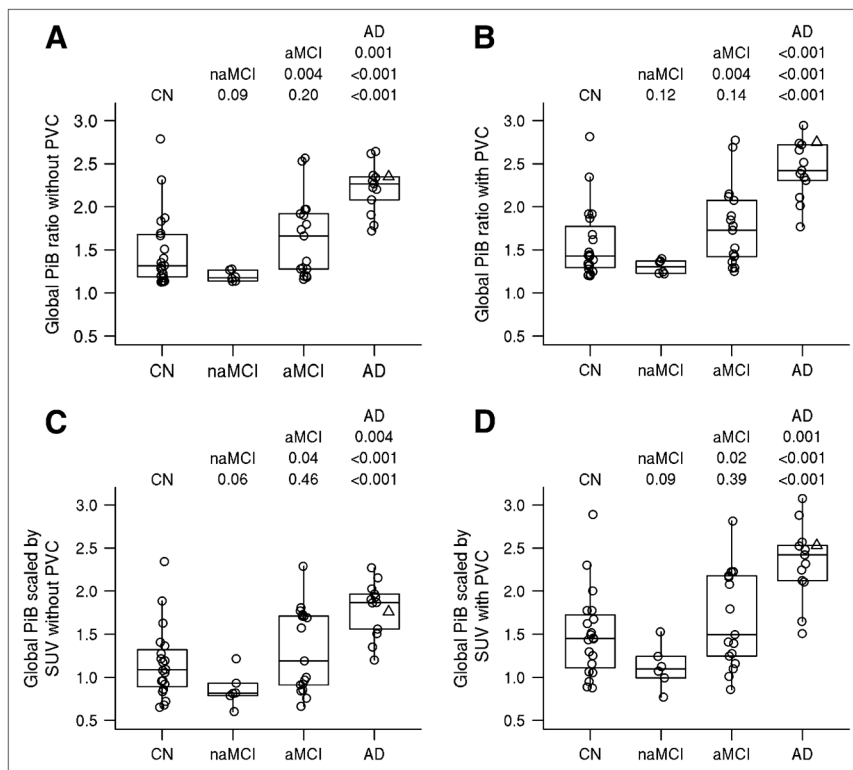 A
AD
aMCI 0.001
naMCI 0.004 <0.001
CN 0.09 0.20 <0.001
Global PiB ratio without PVC
3.0
2.5
2.0
1.5
1.0
0.5
CN naMCI aMCI AD
B
AD
aMCI <0.001
naMCI 0.004 <0.001
CN 0.12 0.14 <0.001
Global PiB ratio with PVC
3.0
2.5
2.0
1.5
1.0
0.5
CN naMCI aMCI AD
C
AD
aMCI 0.004
naMCI 0.04 <0.001
CN 0.06 0.46 <0.001
Global PiB scaled by
SUV without PVC
3.0
2.5
2.0
1.5
1.0
0.5
CN naMCI aMCI AD
D
AD
aMCI 0.001
naMCI 0.02 <0.001
CN 0.09 0.39 <0.001
Global PiB scaled by
SUV with PVC
3.0
2.5
2.0
1.5
1.0
0.5
CN naMCI aMCI AD